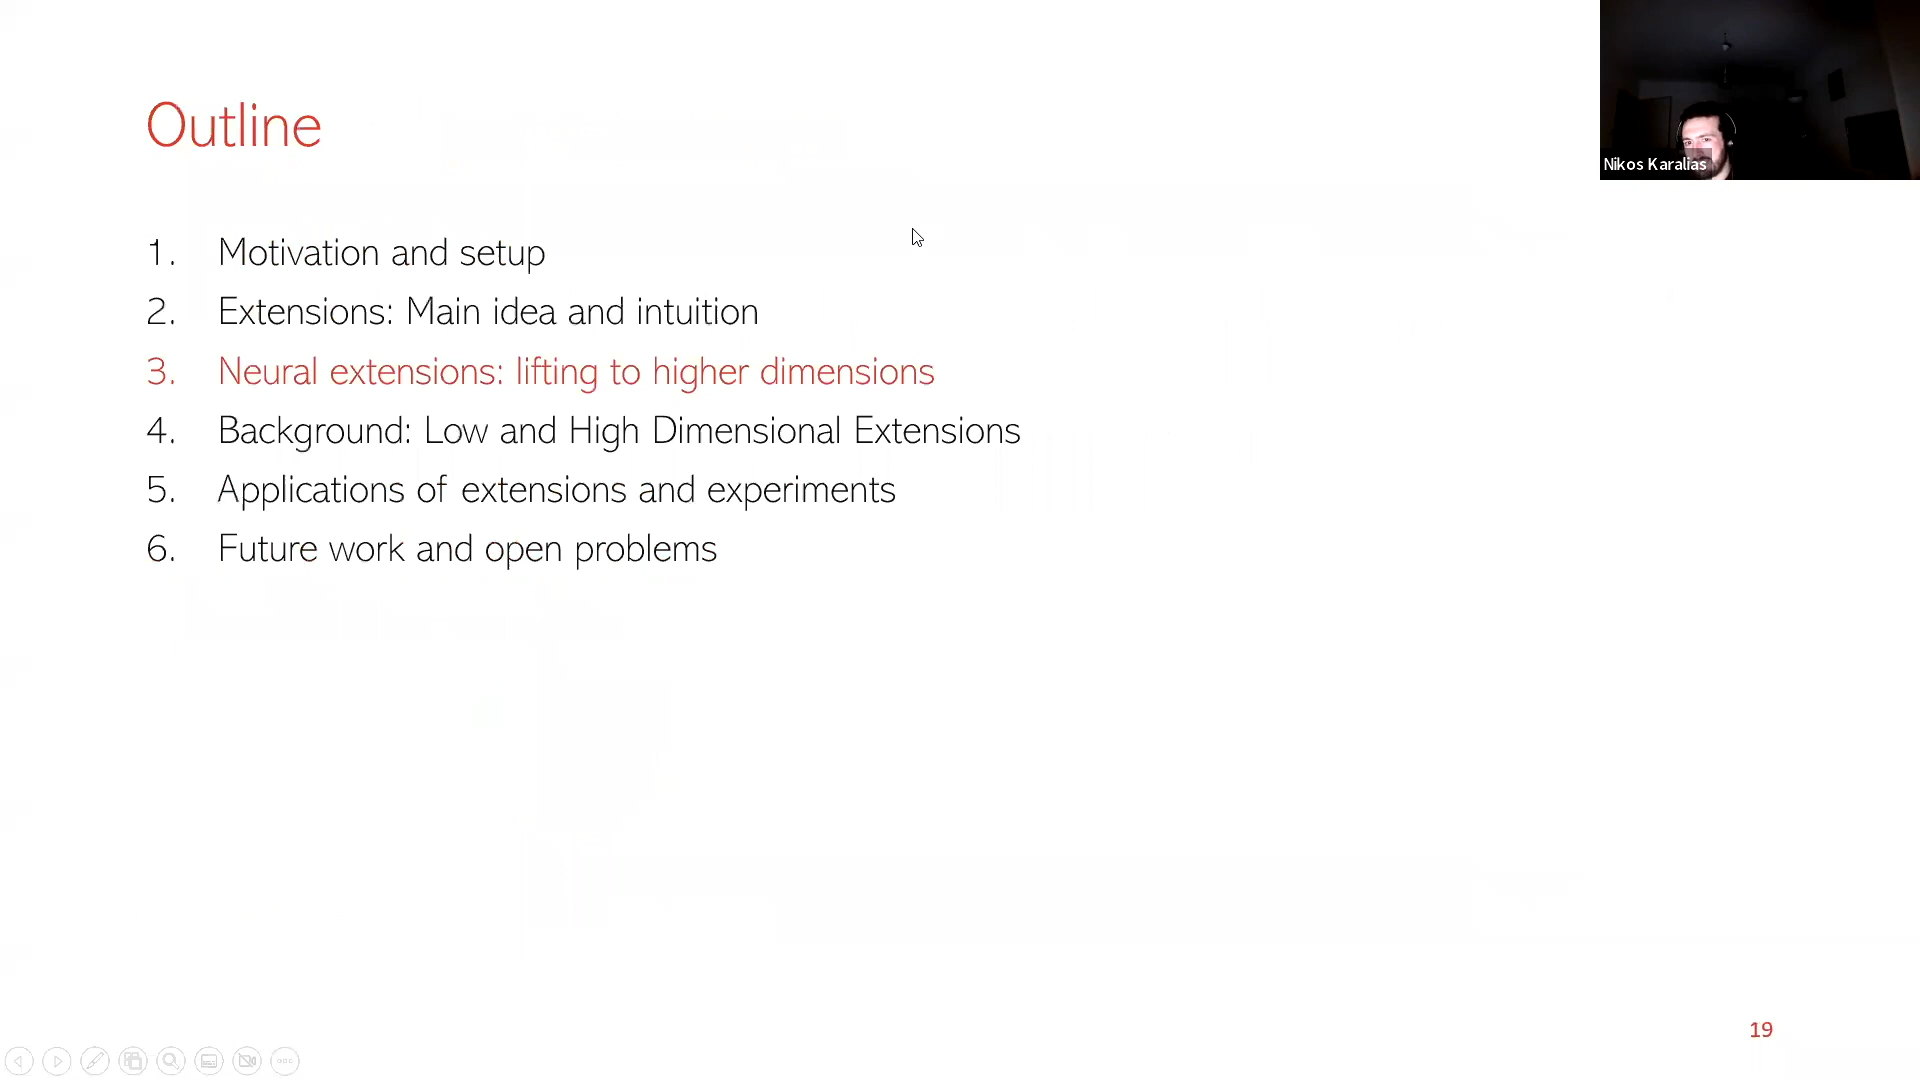 Outline
1. Motivation and setup
2. Extensions: Main idea and intuition
3. Neural extensions: lifting to higher dimensions
4. Background: Low and High Dimensional Extensions
5. Applications of extensions and experiments
6. Future work and open problems
Nikos Karalias
19